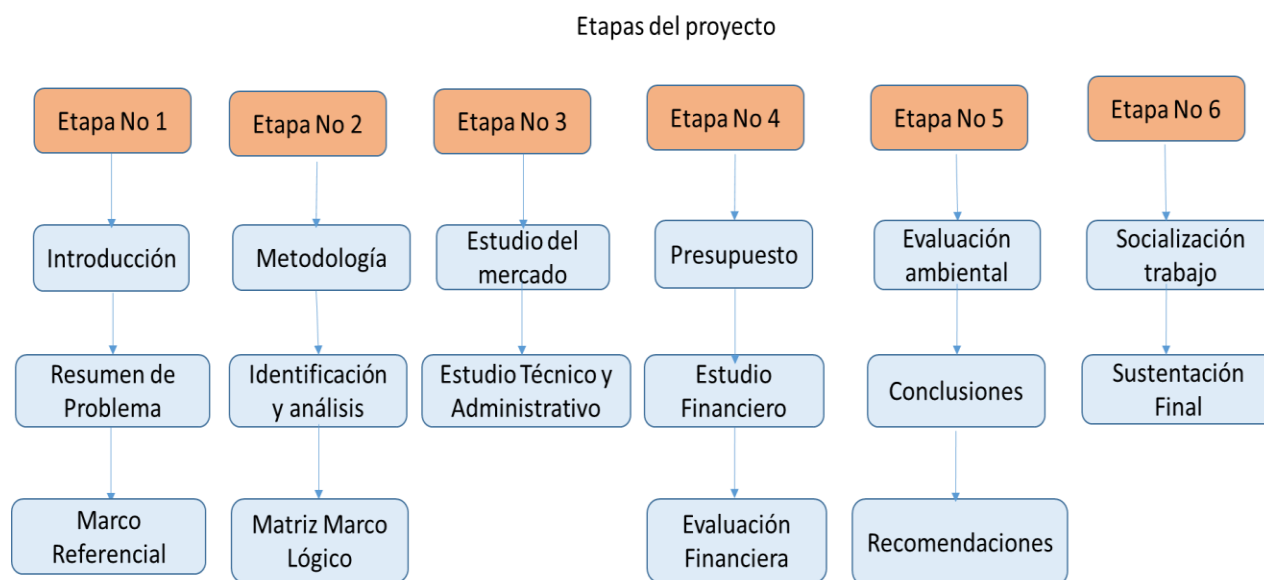 Etapas del proyecto
Etapa No 1
Etapa No 2
Etapa No 3
Etapa No 4
Etapa No 5
Etapa No 6
Introducción
Metodología
Estudio del
mercado
Presupuesto
Evaluación
ambiental
Socialización
trabajo
Resumen de
Problema
Identificación
y análisis
Estudio Técnico y
Administrativo
Estudio
Financiero
Conclusiones
Sustentación
Final
Marco
Referencial
Matriz Marco
Lógico
Evaluación
Financiera
Recomendaciones